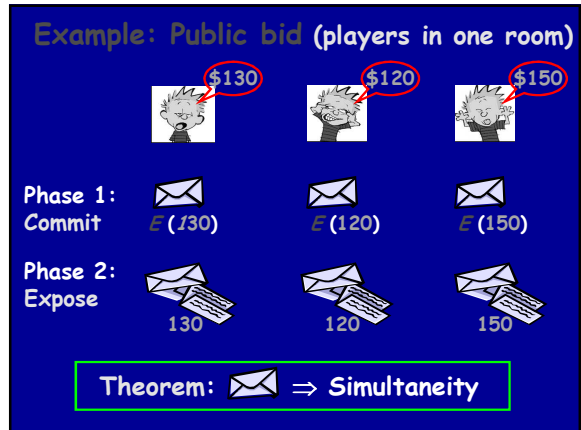 Example: Public bid (players in one room)
$130 $120 $150
Phase 1:
Commit E (130) E (120) E (150)
Phase 2:
Expose
130 120 150
Theorem: ⇒ Simultaneity